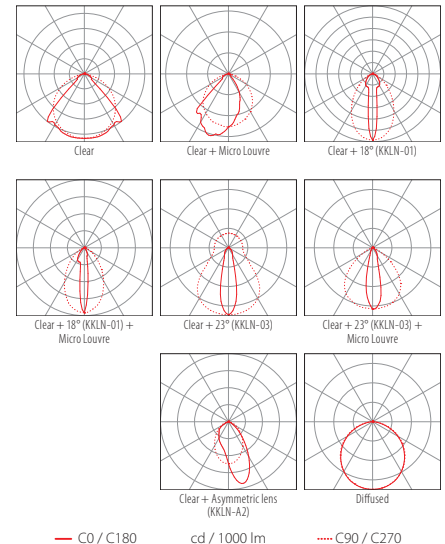 Clear
Clear + Micro Louvre
Clear + 18° (KKLN-01)
Clear + 18° (KKLN-01) +
Micro Louvre
Clear + 23° (KKLN-03)
Clear + 23° (KKLN-03) +
Micro Louvre
Clear + Asymmetric lens
(KKLN-A2)
Diffused
C0 / C180
cd / 1000 lm
C90 / C270